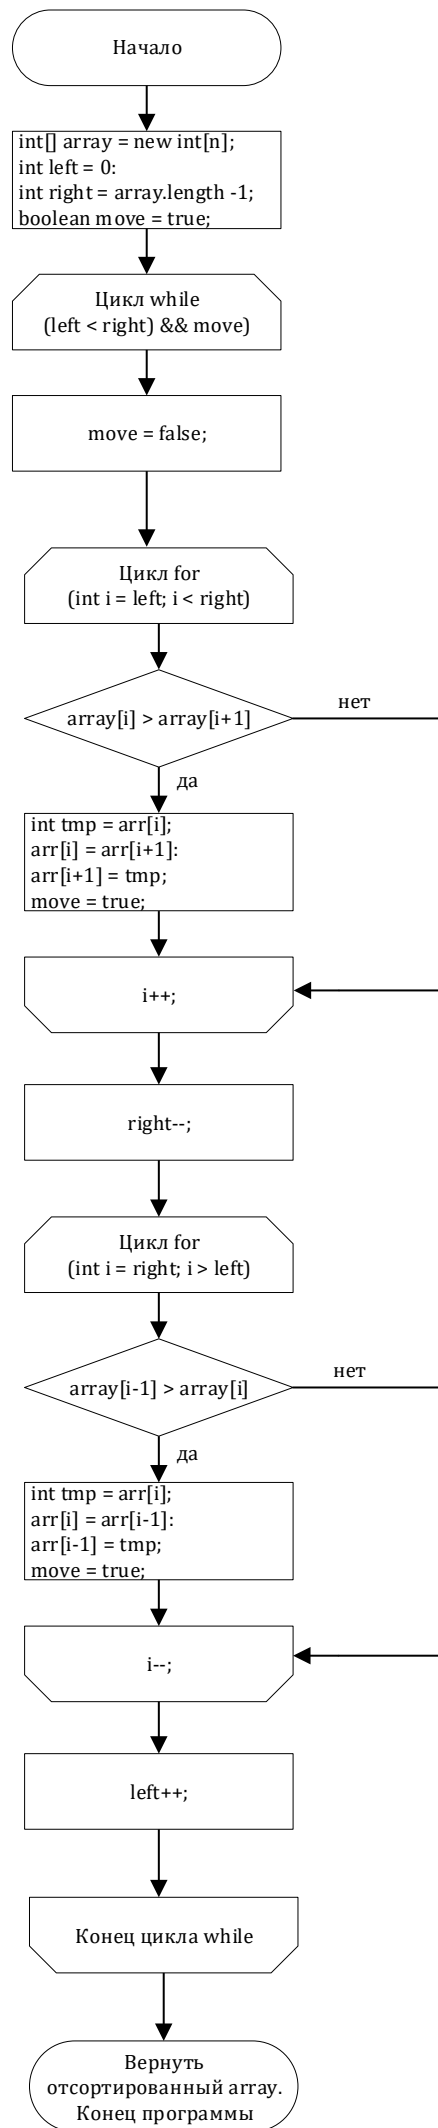 Начало
int[] array = new int[n];
int left = 0:
int right = array.length -1;
boolean move = true;
Цикл while
(left < right) && move)
move = false;
Цикл for
(int i = left; i < right)
array[i] > array[i+1]
нет
да
int tmp = arr[i];
arr[i] = arr[i+1]:
arr[i+1] = tmp;
move = true;
i++;
right--;
Цикл for
(int i = right; i > left)
array[i-1] > array[i]
нет
да
int tmp = arr[i];
arr[i] = arr[i-1]:
arr[i-1] = tmp;
move = true;
i--;
left++;
Конец цикла while
Вернуть
отсортированный array.
Конец программы